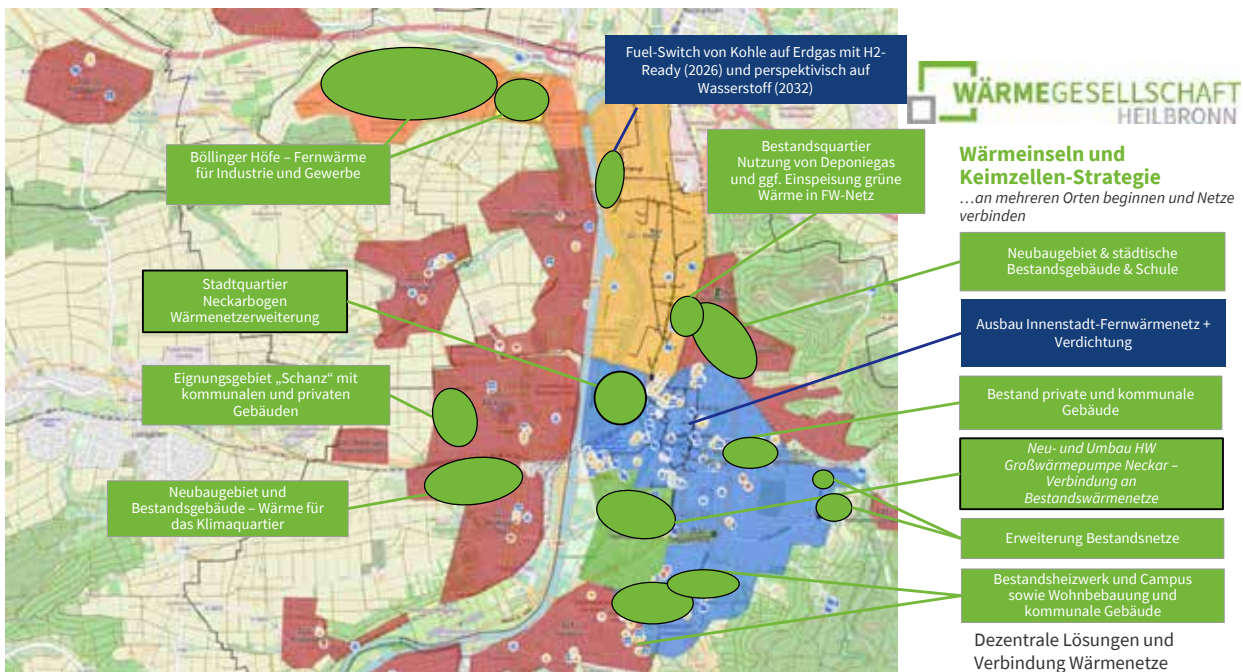 Fuel-Switch von Kohle auf Erdgas mit H2-
Ready (2026) und perspektivisch auf
Wasserstoff (2032)
WÄRMEGESELLSCHAFT
HEILBRONN
Böllinger Höfe – Fernwärme
für Industrie und Gewerbe
Bestandsquartier
Nutzung von Deponiegas
und ggf. Einspeisung grüne
Wärme in FW-Netz
Wärmeinseln und
Keimzellen-Strategie
…an mehreren Orten beginnen und Netze
verbinden
Neubaugebiet & städtische
Bestandsgebäude & Schule
Stadtquartier
Neckarbogen
Wärmenetzerweiterung
Ausbau Innenstadt-Fernwärmenetz +
Verdichtung
Eignungsgebiet „Schanz“ mit
kommunalen und privaten
Gebäuden
Bestand private und kommunale
Gebäude
Neu- und Umbau HW
Großwärmepumpe Neckar –
Verbindung an
Bestandswärmenetze
Neubaugebiet und
Bestandsgebäude – Wärme für
das Klimaquartier
Erweiterung Bestandsnetze
Bestandsheizwerk und Campus
sowie Wohnbebauung und
kommunale Gebäude
Dezentrale Lösungen und
Verbindung Wärmenetze